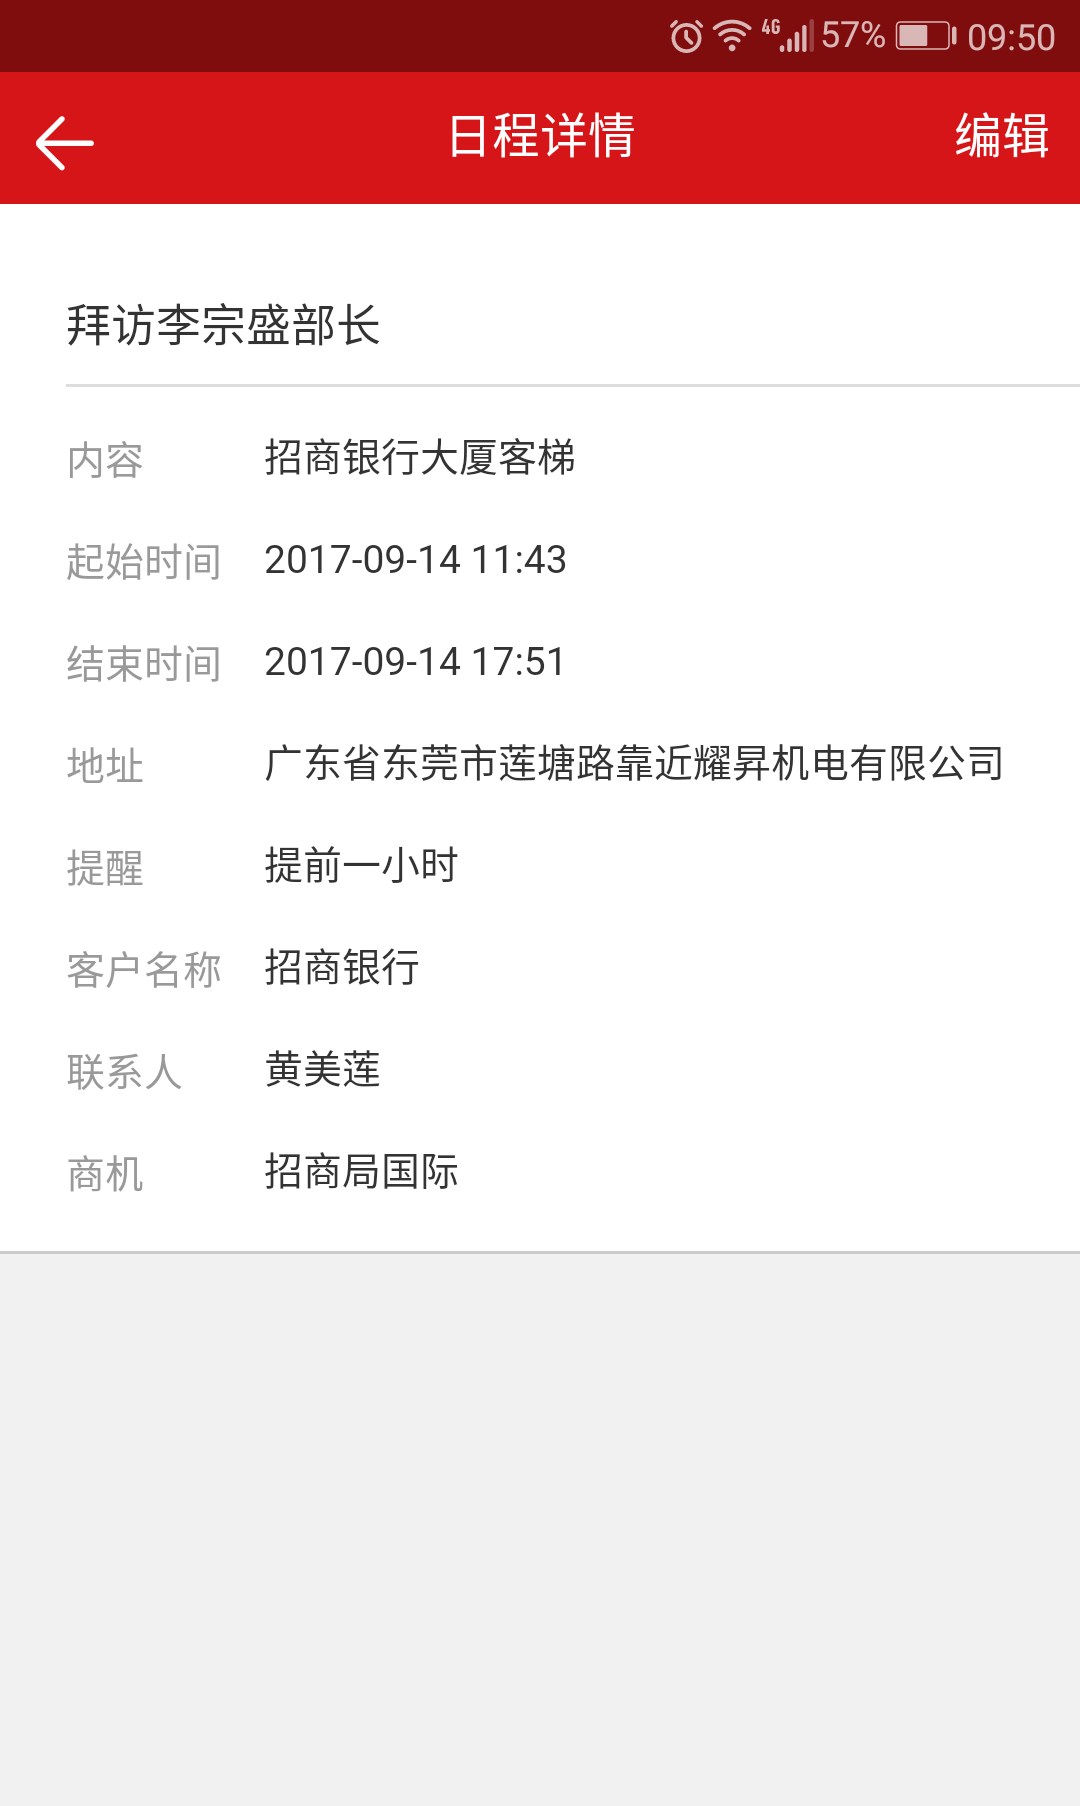 4G 57% 09:50
日程详情 编辑
拜访李宗盛部长
内容 招商银行大厦客梯
起始时间 2017-09-14 11:43
结束时间 2017-09-14 17:51
地址 广东省东莞市莲塘路靠近耀昇机电有限公司
提醒 提前一小时
客户名称 招商银行
联系人 黄美莲
商机 招商局国际